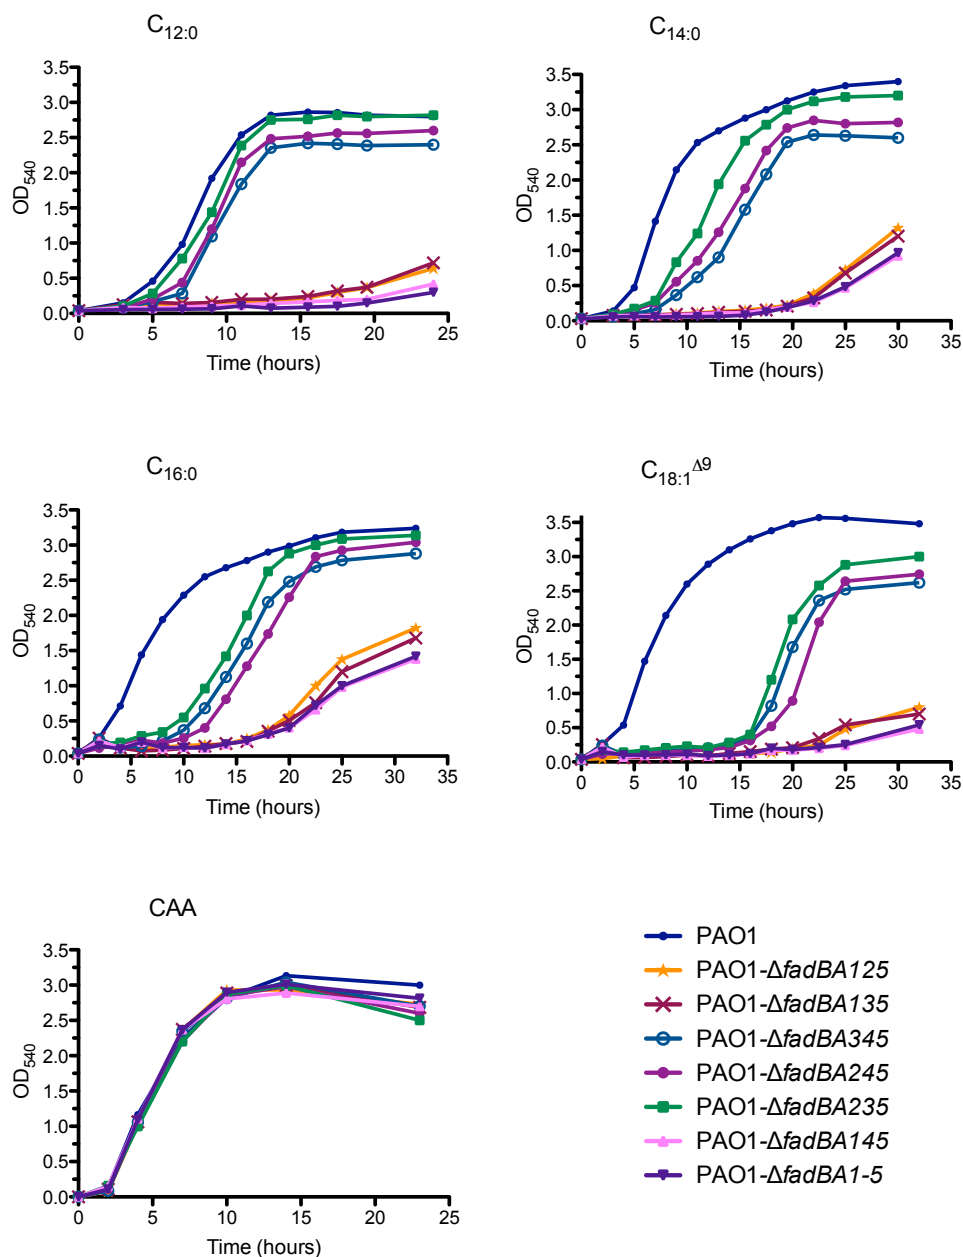 C12:0
OD540
3.5
3.0
2.5
2.0
1.5
1.0
0.5
0.0
0 5 10 15 20 25
Time (hours)
C14:0
OD540
3.5
3.0
2.5
2.0
1.5
1.0
0.5
0.0
0 5 10 15 20 25 30 35
Time (hours)
C16:0
OD540
3.5
3.0
2.5
2.0
1.5
1.0
0.5
0.0
0 5 10 15 20 25 30 35
Time (hours)
C18:1Δ9
OD540
3.5
3.0
2.5
2.0
1.5
1.0
0.5
0.0
0 5 10 15 20 25 30 35
Time (hours)
CAA
OD540
3.5
3.0
2.5
2.0
1.5
1.0
0.5
0.0
0 5 10 15 20 25
Time (hours)
PAO1
PAO1-ΔfadBA125
PAO1-ΔfadBA135
PAO1-ΔfadBA345
PAO1-ΔfadBA245
PAO1-ΔfadBA235
PAO1-ΔfadBA145
PAO1-ΔfadBA1-5